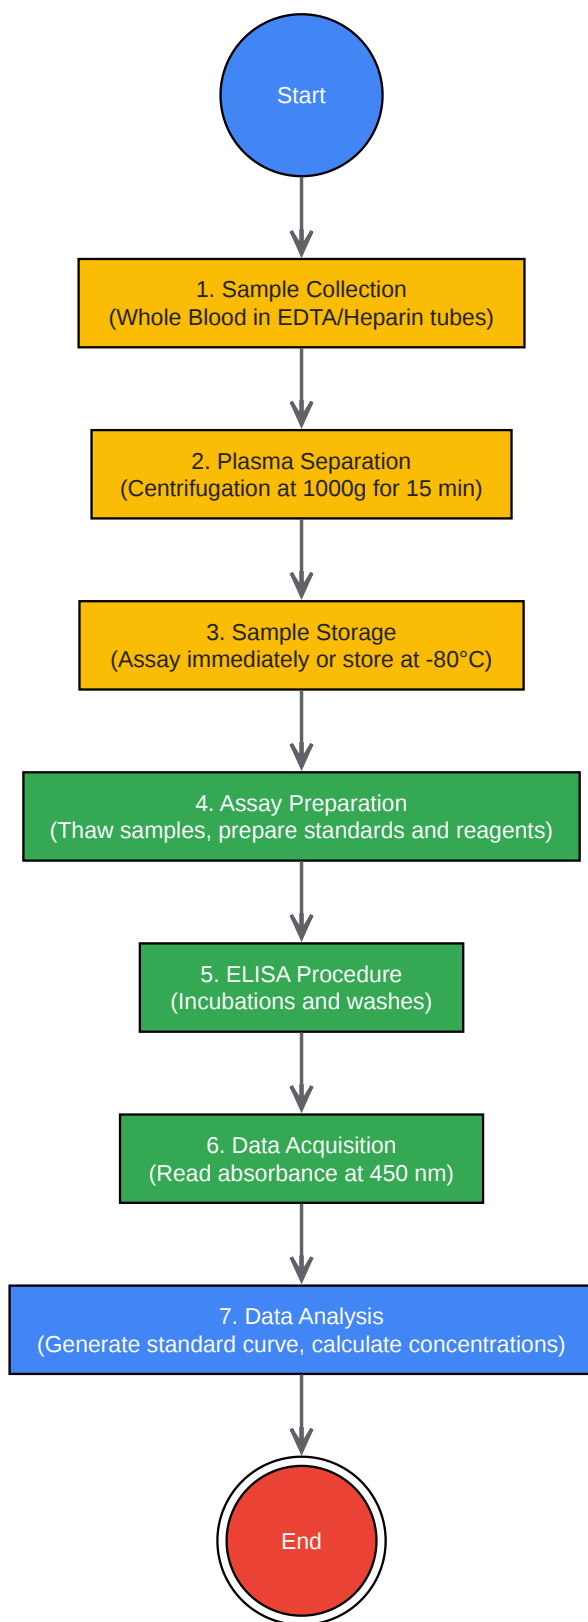 Start
1. Sample Collection
(Whole Blood in EDTA/Heparin tubes)
2. Plasma Separation
(Centrifugation at 1000g for 15 min)
3. Sample Storage
(Assay immediately or store at -80°C)
4. Assay Preparation
(Thaw samples, prepare standards and reagents)
5. ELISA Procedure
(Incubations and washes)
6. Data Acquisition
(Read absorbance at 450 nm)
7. Data Analysis
(Generate standard curve, calculate concentrations)
End